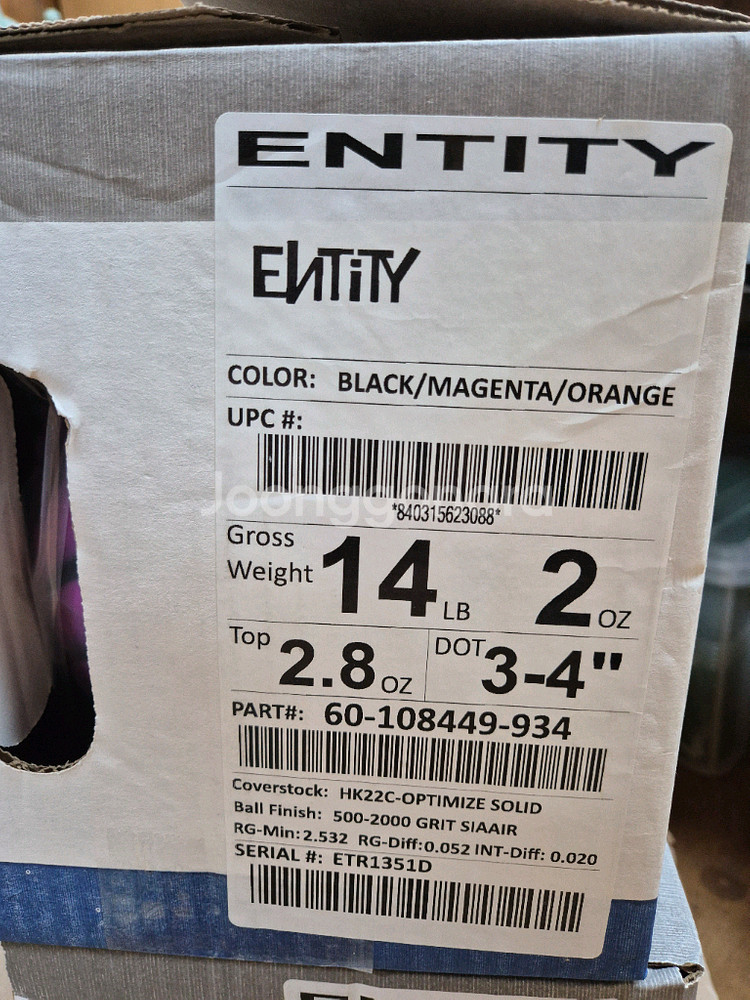 ENTITY
ENTiTY
COLOR: BLACK/MAGENTA/ORANGE
UPC #:
*840315623088*
Joonggonara
Gross Weight 14 LB 2 OZ
Top 2.8 OZ DOT 3-4"
PART#: 60-108449-934
Coverstock: HK22C-OPTIMIZE SOLID
Ball Finish: 500-2000 GRIT SIAAIR
RG-Min: 2.532 RG-Diff: 0.052 INT-Diff: 0.020
SERIAL #: ETR1351D